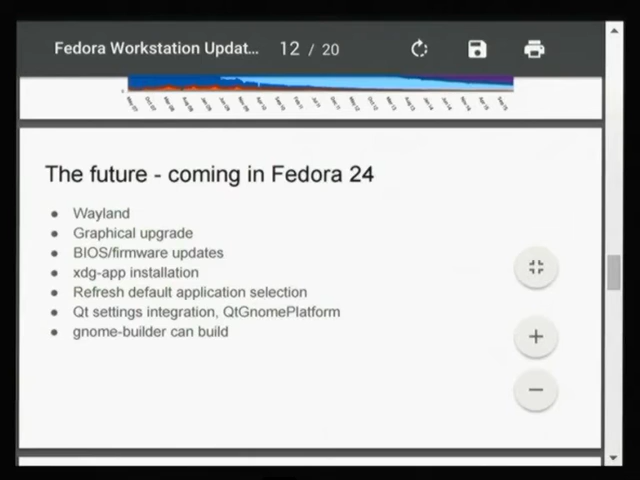 Fedora Workstation Updat... 12 / 20
The future - coming in Fedora 24
● Wayland
● Graphical upgrade
● BIOS/firmware updates
● xdg-app installation
● Refresh default application selection
● Qt settings integration, QtGnomePlatform
● gnome-builder can build